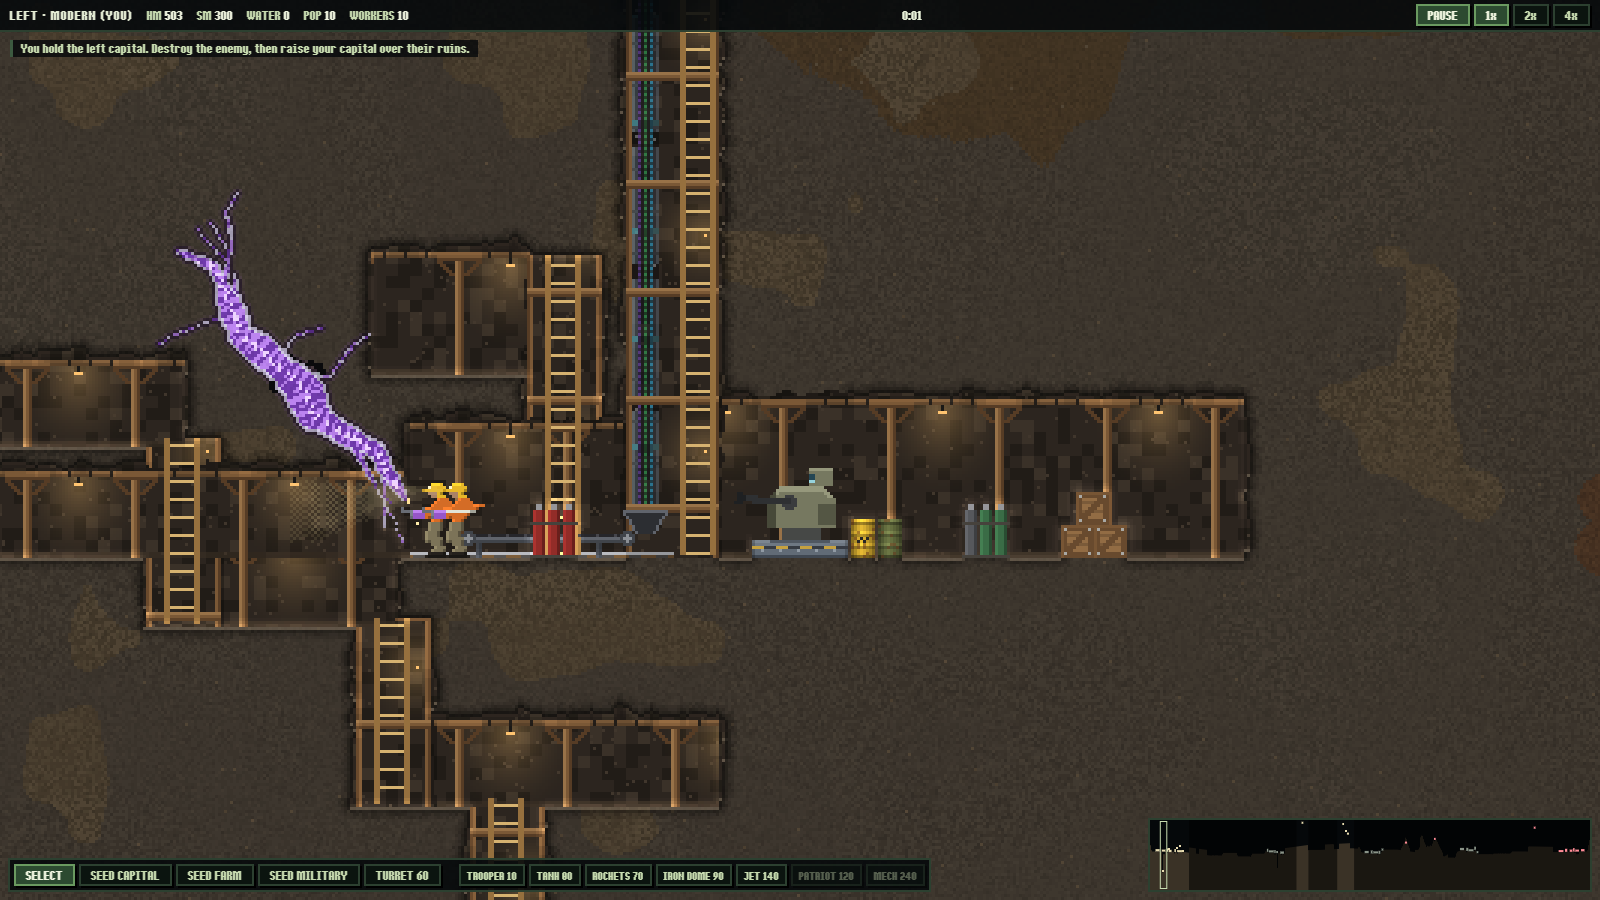 LEFT · MODERN (YOU) HM 503 SM 300 WATER 0 POP 10 WORKERS 10 0:01 PAUSE 1x 2x 4x
You hold the left capital. Destroy the enemy, then raise your capital over their ruins.
SELECT SEED CAPITAL SEED FARM SEED MILITARY TURRET 60 TROOPER 10 TANK 80 ROCKETS 70 IRON DOME 90 JET 140 PATRIOT 120 MECH 240